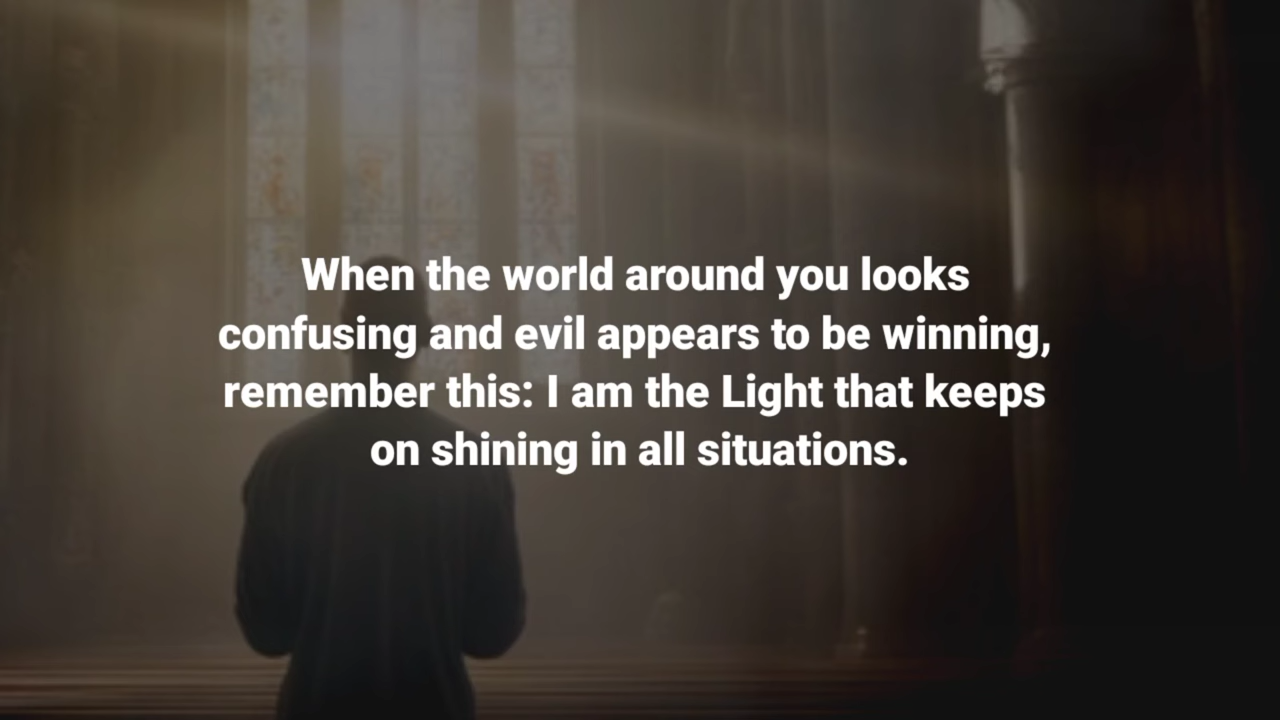 When the world around you looks
confusing and evil appears to be winning,
remember this: I am the Light that keeps
on shining in all situations.